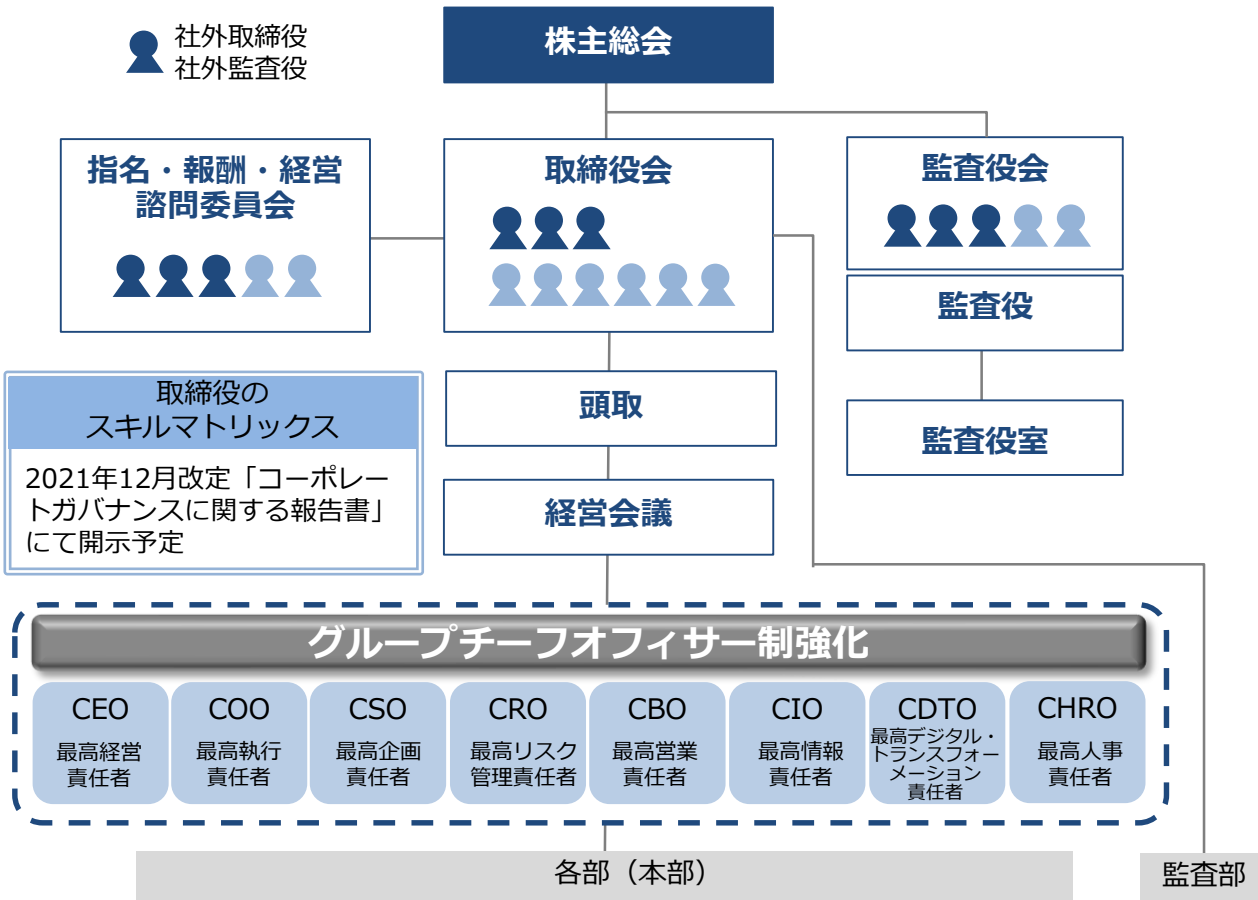 社外取締役
社外監査役
株主総会
指名・報酬・経営
諮問委員会
取締役会
監査役会
監査役
監査役室
頭取
経営会議
取締役の
スキルマトリックス
2021年12月改定「コーポレー
トガバナンスに関する報告書」
にて開示予定
グループチーフオフィサー制強化
CEO
最高経営
責任者
COO
最高執行
責任者
CSO
最高企画
責任者
CRO
最高リスク
管理責任者
CBO
最高営業
責任者
CIO
最高情報
責任者
CDTO
最高デジタル・
トランスフォー
メーション
責任者
CHRO
最高人事
責任者
各部（本部）
監査部